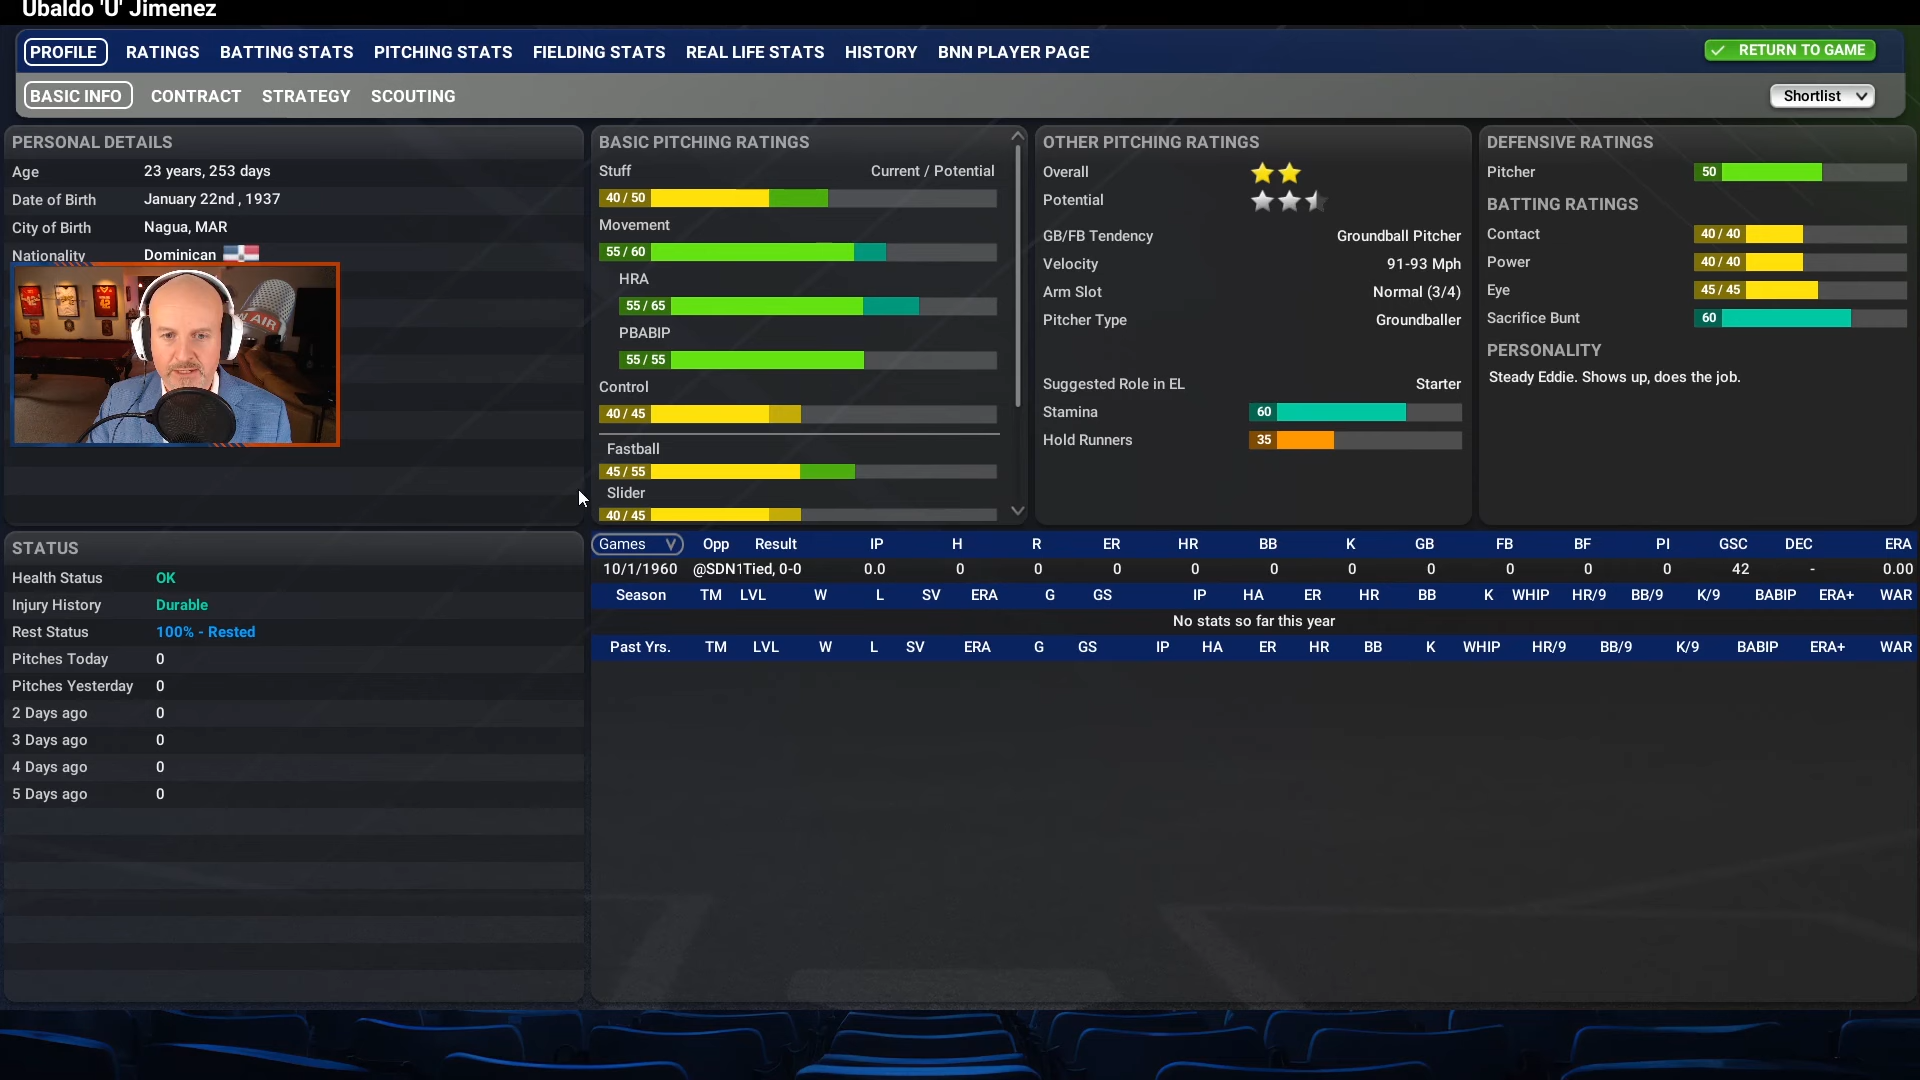 Ubaldo 'U' Jimenez
PROFILE RATINGS BATTING STATS PITCHING STATS FIELDING STATS REAL LIFE STATS HISTORY BNN PLAYER PAGE RETURN TO GAME
BASIC INFO CONTRACT STRATEGY SCOUTING Shortlist
PERSONAL DETAILS
Age 23 years, 253 days
Date of Birth January 22nd , 1937
City of Birth Nagua, MAR
Nationality Dominican
ON AIR
BASIC PITCHING RATINGS
Stuff Current / Potential
40 / 50
Movement
55 / 60
HRA
55 / 65
PBABIP
55 / 55
Control
40 / 45
Fastball
45 / 55
Slider
40 / 45
OTHER PITCHING RATINGS
Overall
Potential
GB/FB Tendency Groundball Pitcher
Velocity 91-93 Mph
Arm Slot Normal (3/4)
Pitcher Type Groundballer
Suggested Role in EL Starter
Stamina 60
Hold Runners 35
DEFENSIVE RATINGS
Pitcher 50
BATTING RATINGS
Contact 40 / 40
Power 40 / 40
Eye 45 / 45
Sacrifice Bunt 60
PERSONALITY
Steady Eddie. Shows up, does the job.
STATUS
Health Status OK
Injury History Durable
Rest Status 100% - Rested
Pitches Today 0
Pitches Yesterday 0
2 Days ago 0
3 Days ago 0
4 Days ago 0
5 Days ago 0
Games Opp Result IP H R ER HR BB K GB FB BF PI GSC DEC ERA
10/1/1960 @SDN1 Tied, 0-0 0.0 0 0 0 0 0 0 0 0 0 0 42 - 0.00
Season TM LVL W L SV ERA G GS IP HA ER HR BB K WHIP HR/9 BB/9 K/9 BABIP ERA+ WAR
No stats so far this year
Past Yrs. TM LVL W L SV ERA G GS IP HA ER HR BB K WHIP HR/9 BB/9 K/9 BABIP ERA+ WAR